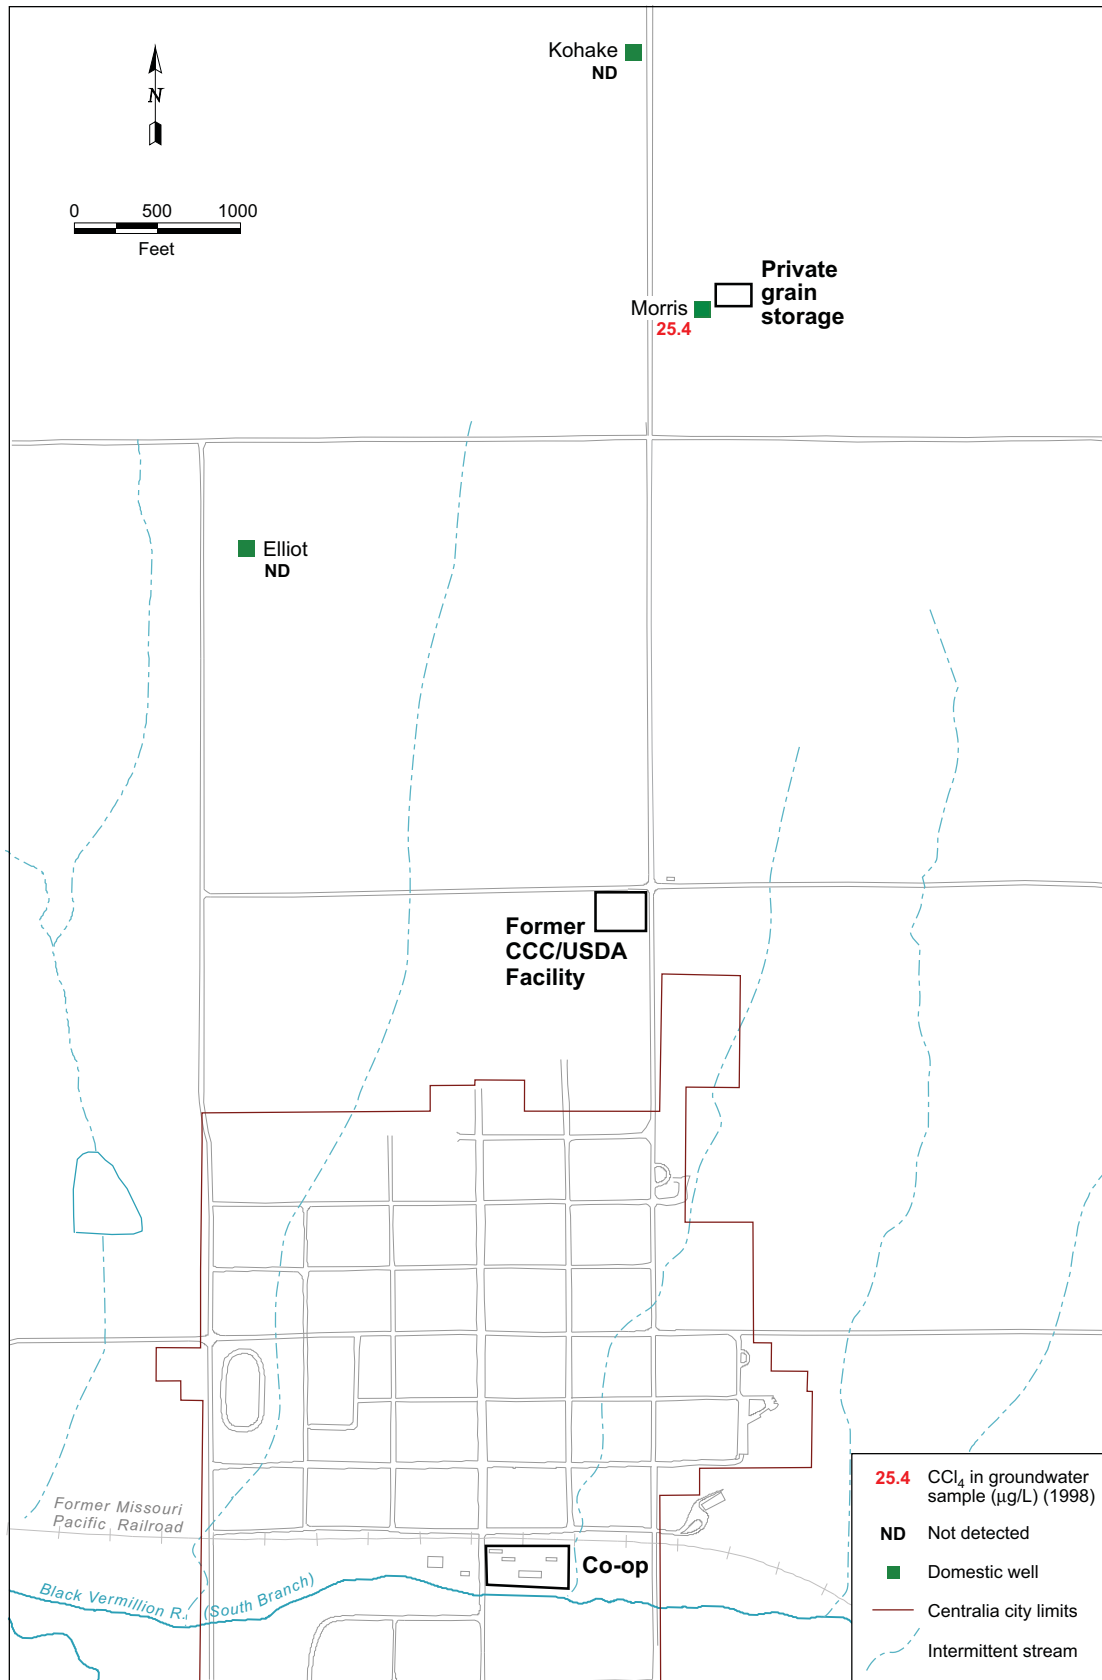 Kohake
ND
N
0 500 1000
Feet
Private
grain
storage
Morris
25.4
Elliot
ND
Former
CCC/USDA
Facility
Former Missouri
Pacific Railroad
Co-op
Black Vermillion R. (South Branch)
25.4 CCl₄ in groundwater
sample (µg/L) (1998)
ND Not detected
Domestic well
Centralia city limits
Intermittent stream